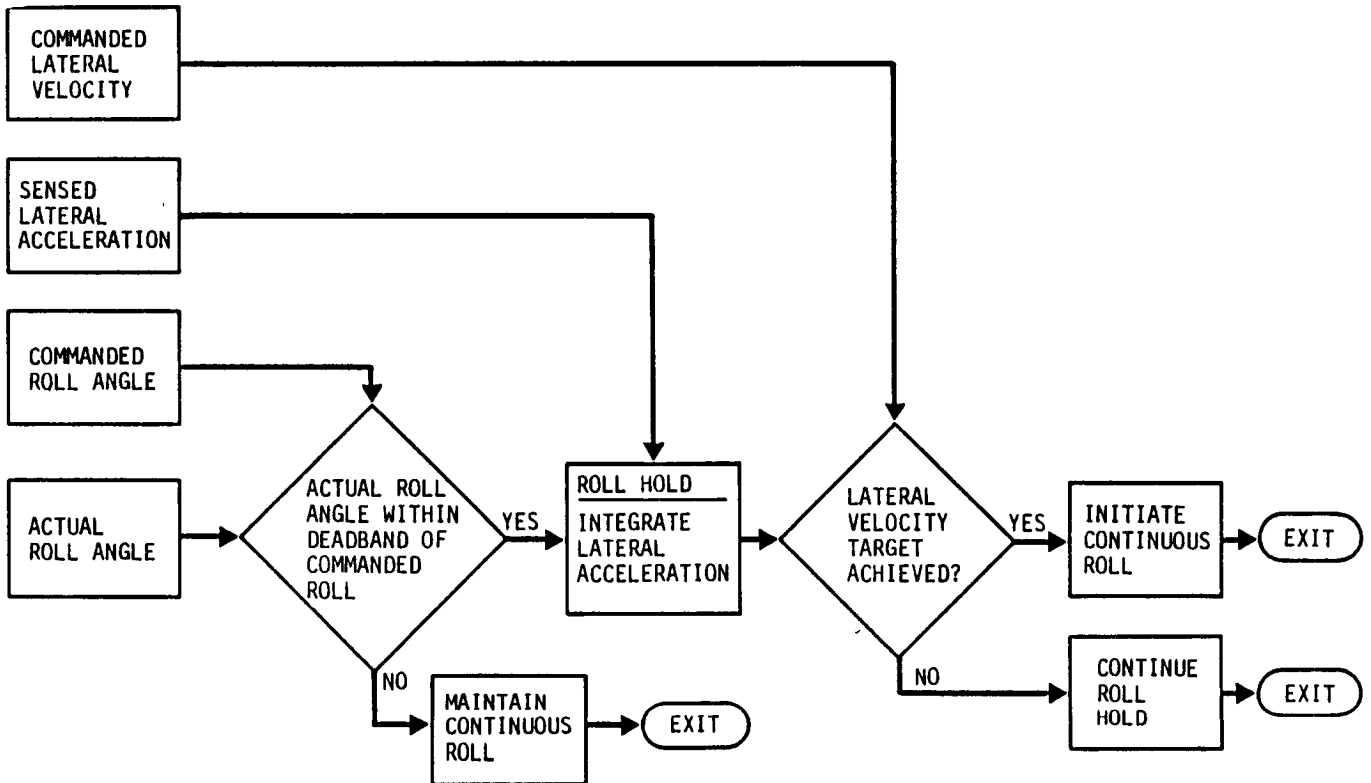 COMMANDED
LATERAL
VELOCITY
SENSED
LATERAL
ACCELERATION
COMMANDED
ROLL ANGLE
ACTUAL
ROLL ANGLE
ACTUAL ROLL
ANGLE WITHIN
DEADBAND OF
COMMANDED
ROLL
YES
NO
MAINTAIN
CONTINUOUS
ROLL
EXIT
ROLL HOLD
INTEGRATE
LATERAL
ACCELERATION
LATERAL
VELOCITY
TARGET
ACHIEVED?
YES
INITIATE
CONTINUOUS
ROLL
EXIT
NO
CONTINUE
ROLL
HOLD
EXIT